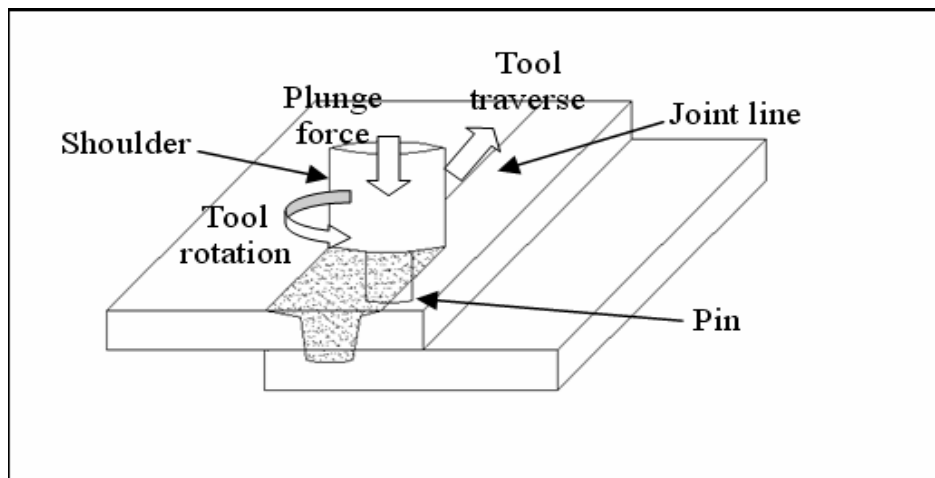 Tool
traverse
Plunge
force
Joint line
Shoulder
Tool
rotation
Pin